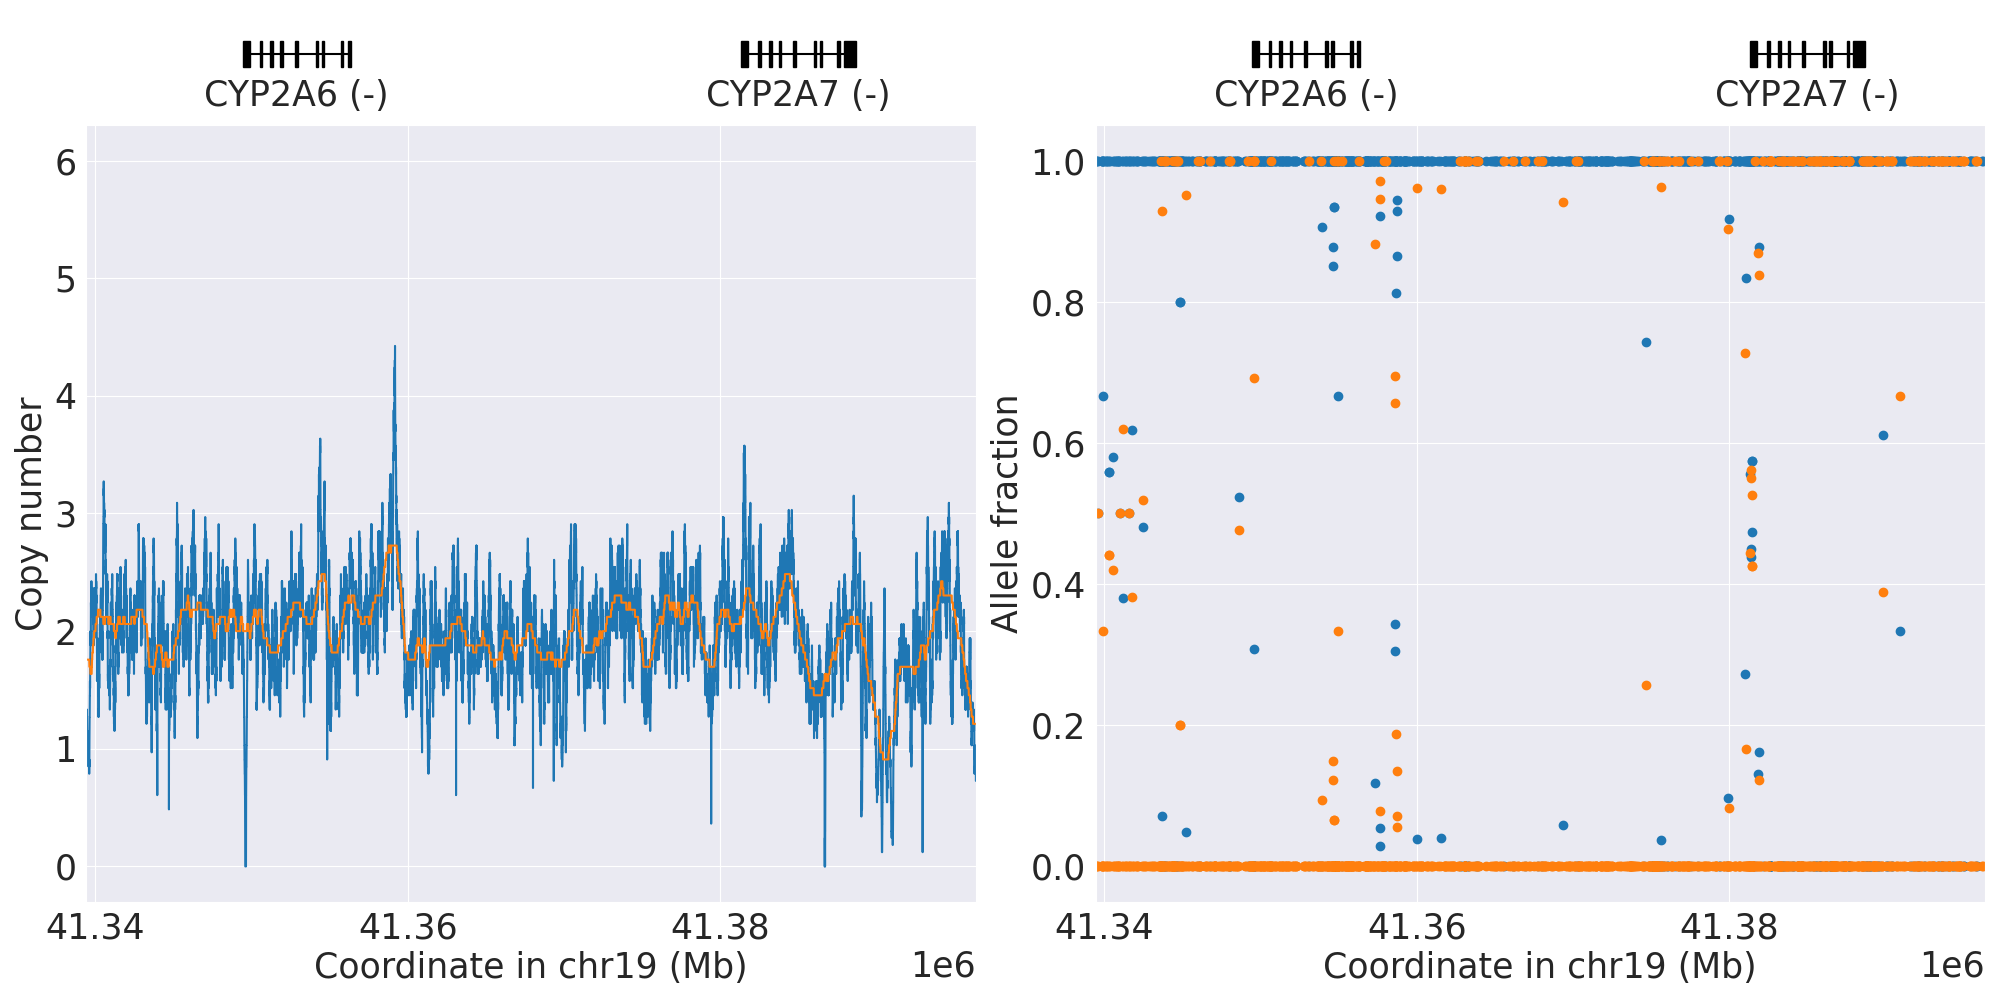 CYP2A6 (-)
CYP2A7 (-)
6
5
4
3
2
1
0
Copy number
41.34
41.36
41.38
Coordinate in chr19 (Mb)
1e6
CYP2A6 (-)
CYP2A7 (-)
1.0
0.8
0.6
0.4
0.2
0.0
Allele fraction
41.34
41.36
41.38
Coordinate in chr19 (Mb)
1e6